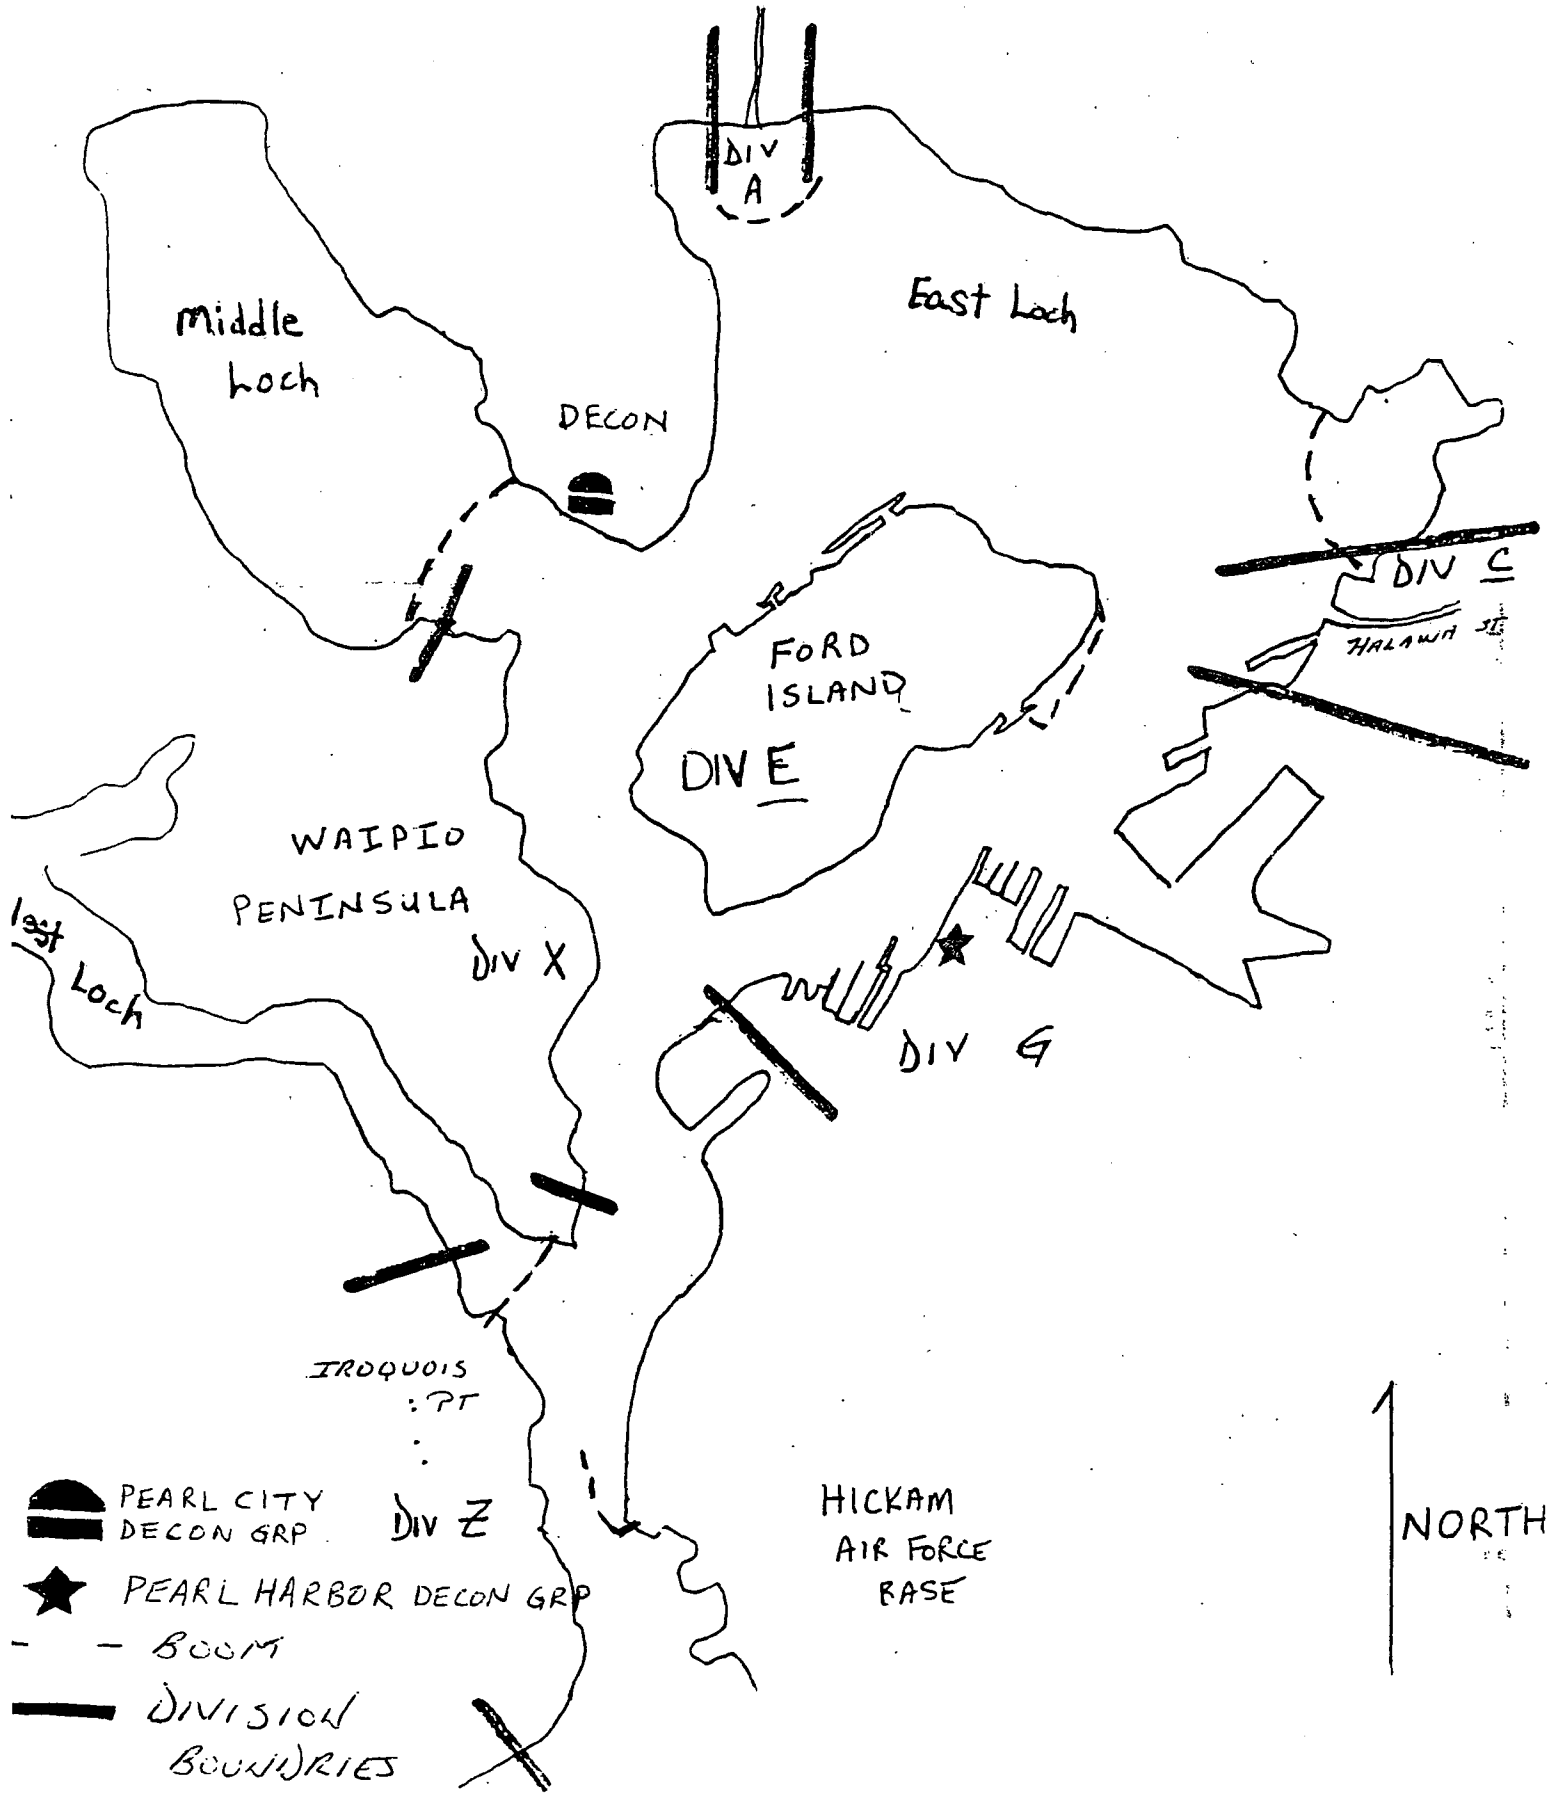 DIV
A
East Loch
Middle
Loch
DECON
DIV C
HALAWA ST
FORD
ISLAND
DIV E
WAIPIO
PENINSULA
DIV X
Loch
DIV G
IROQUOIS
PT
PEARL CITY
DECON GRP
DIV Z
HICKAM
AIR FORCE
BASE
NORTH
PEARL HARBOR DECON GRP
BOOM
DIVISION
BOUNDRIES